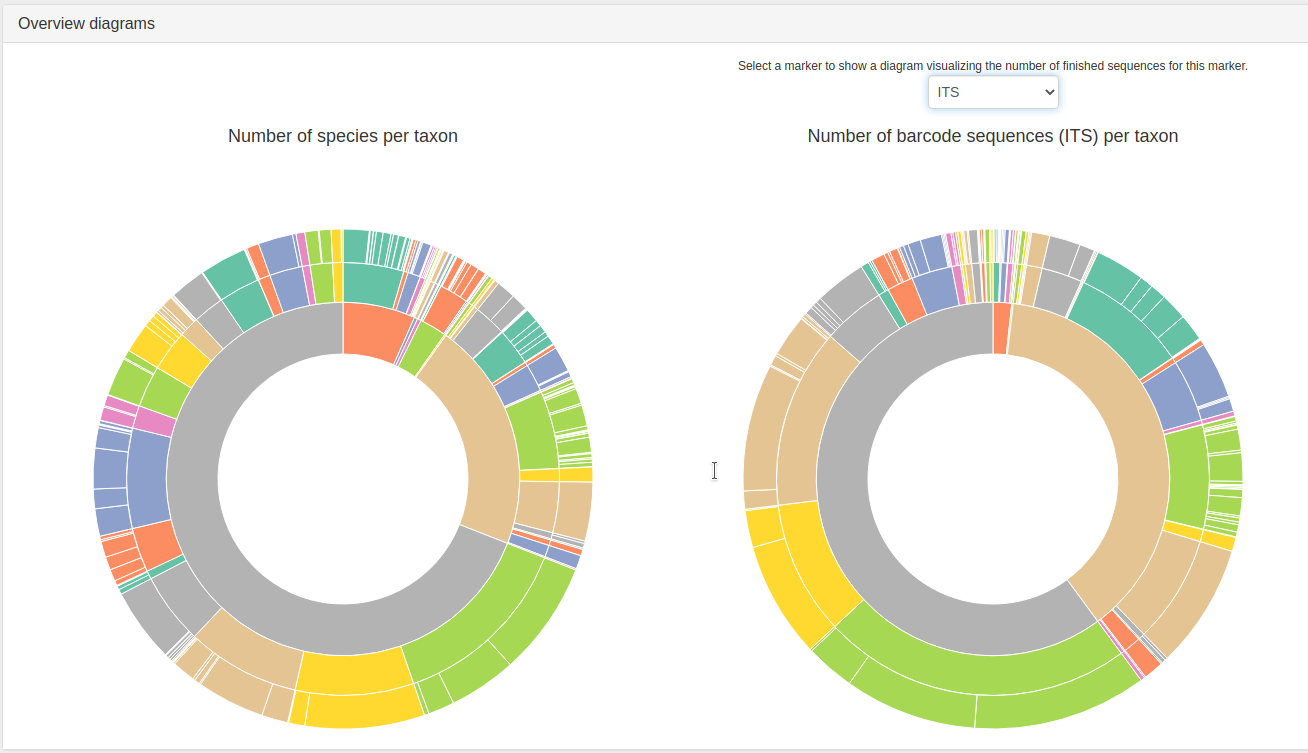 Overview diagrams
Select a marker to show a diagram visualizing the number of finished sequences for this marker.
ITS
Number of species per taxon
Number of barcode sequences (ITS) per taxon